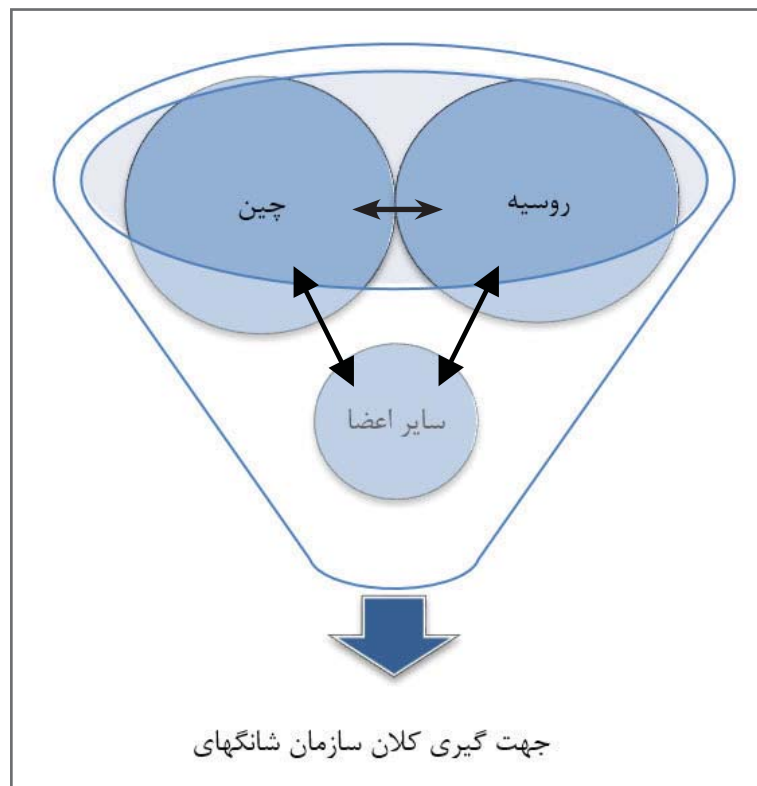 روسیه
چین
سایر اعضا
جهت گیری کلان سازمان شانگهای